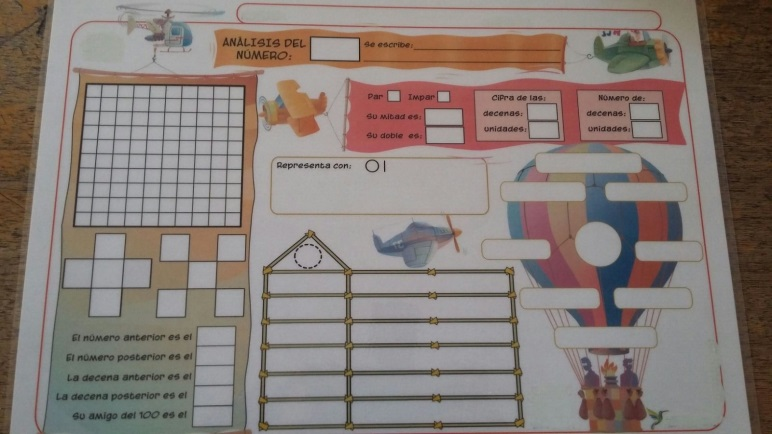 ANÁLISIS DEL
NÚMERO:
Se escribe:
Par
Impar
Su mitad es:
Su doble es:
Cifra de las:
decenas:
unidades:
Número de:
decenas:
unidades:
Representa con:
El número anterior es el
El número posterior es el
La decena anterior es el
La decena posterior es el
Su amigo del 100 es el